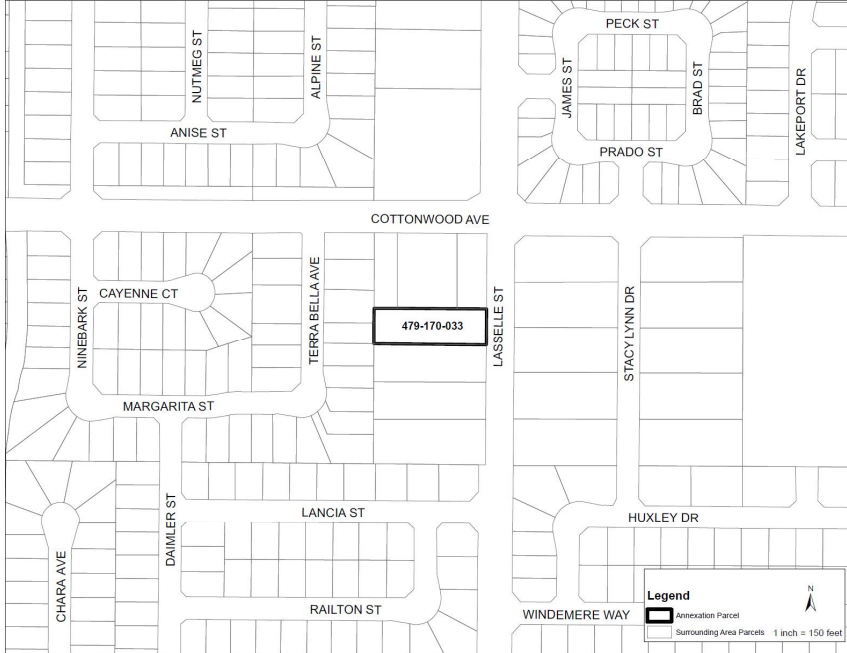 PECK ST
NUTMEG ST
ALPINE ST
JAMES ST
BRAD ST
LAKEPORT DR
ANISE ST
PRADO ST
COTTONWOOD AVE
CAYENNE CT
NINEBARK ST
TERRA BELLA AVE
479-170-033
LASSELLE ST
STACY LYNN DR
MARGARITA ST
DAIMLER ST
LANCIA ST
HUXLEY DR
CHARA AVE
RAILTON ST
WINDEMERE WAY
Legend
N
Annexation Parcel
Surrounding Area Parcels
1 inch = 150 feet